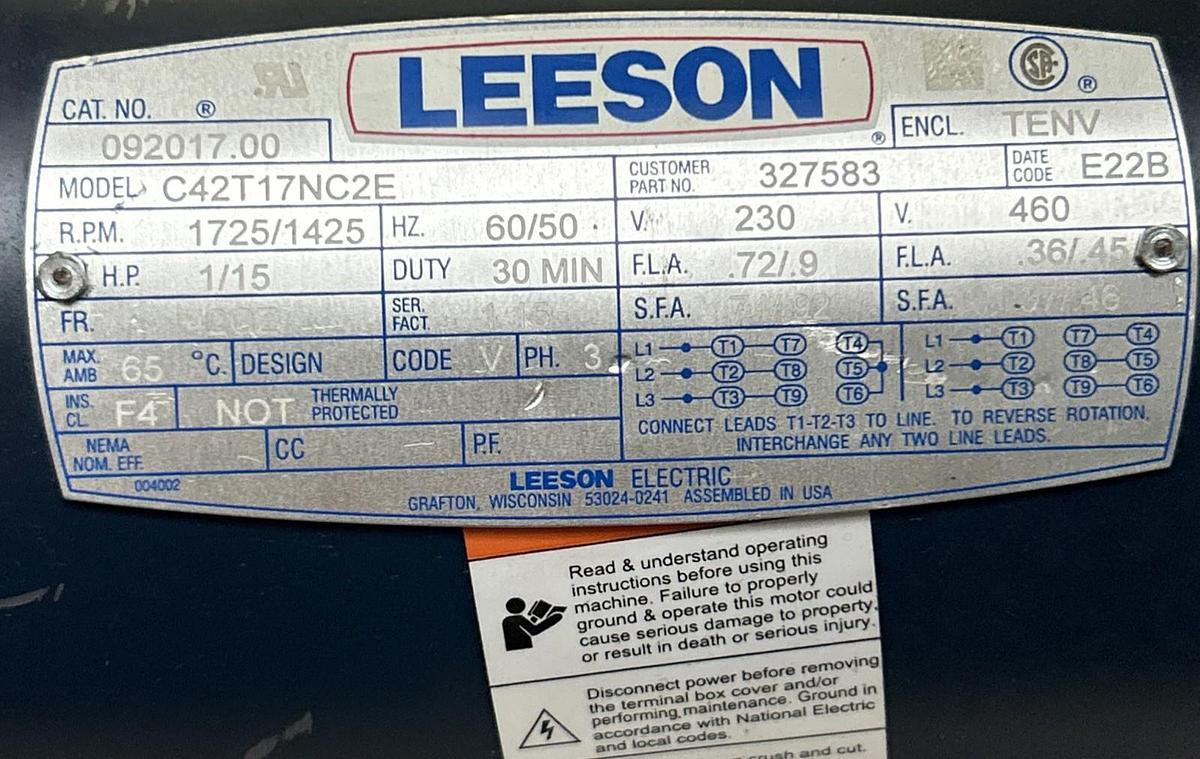 LEESON ®
CAT. NO. ®
092017.00
ENCL. TENV
MODEL C42T17NC2E
CUSTOMER PART NO. 327583
DATE CODE E22B
R.P.M. 1725/1425
HZ. 60/50
V. 230
V. 460
H.P. 1/15
DUTY 30 MIN
F.L.A. .72/.9
F.L.A. .36/.45
FR.
SER. FACT.
S.F.A.
S.F.A.
MAX. AMB 65 °C.
DESIGN
CODE V
PH. 3
INS. CL. F4
NOT THERMALLY PROTECTED
NEMA NOM. EFF.
CC
P.F.
L1 T1 T7 T4
L2 T2 T8 T5
L3 T3 T9 T6
L1 T1 T7 T4
L2 T2 T8 T5
L3 T3 T9 T6
CONNECT LEADS T1-T2-T3 TO LINE. TO REVERSE ROTATION,
INTERCHANGE ANY TWO LINE LEADS.
004002
LEESON ELECTRIC
GRAFTON, WISCONSIN 53024-0241 ASSEMBLED IN USA
Read & understand operating
instructions before using this
machine. Failure to properly
ground & operate this motor could
cause serious damage to property,
or result in death or serious injury.
Disconnect power before removing
the terminal box cover and/or
performing maintenance. Ground in
accordance with National Electric
and local codes.
crush and cut.